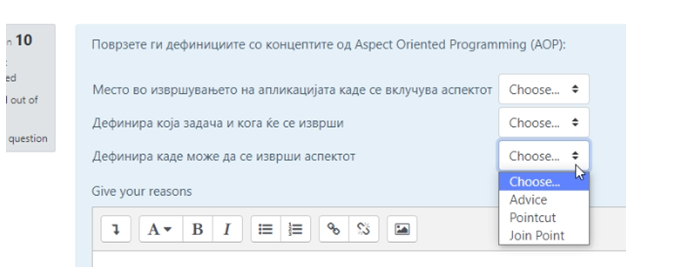 10
ed
out of
question
Поврзете ги дефинициите со концептите од Aspect Oriented Programming (AOP):
Место во извршувањето на апликацијата каде се вклучува аспектот Choose...
Дефинира која задача и кога ќе се изврши Choose...
Дефинира каде може да се изврши аспектот Choose...
Choose...
Advice
Pointcut
Join Point
Give your reasons
A B I